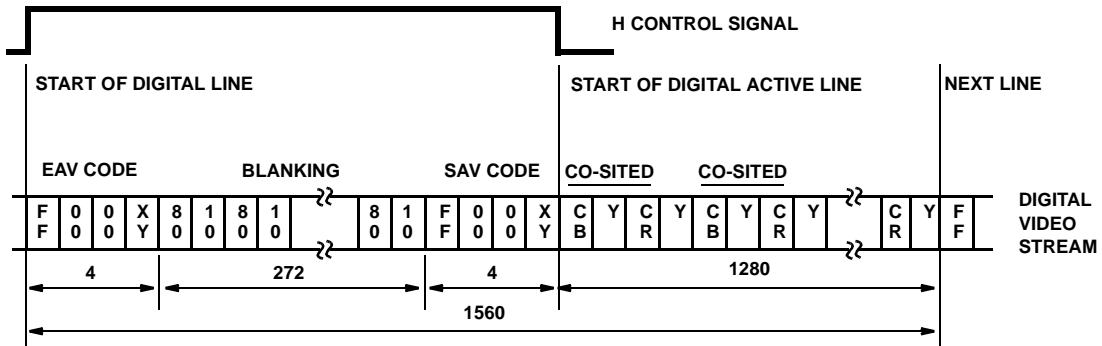 H CONTROL SIGNAL
START OF DIGITAL LINE
START OF DIGITAL ACTIVE LINE
NEXT LINE
EAV CODE
BLANKING
SAV CODE
CO-SITED
CO-SITED
F 0 0 X 8 1 8 1 8 1 F 0 0 X C Y C Y C Y C Y C Y F
F 0 0 Y 0 0 0 0 0 0 F 0 0 Y B R B R R F
DIGITAL
VIDEO
STREAM
4
272
4
1280
1560